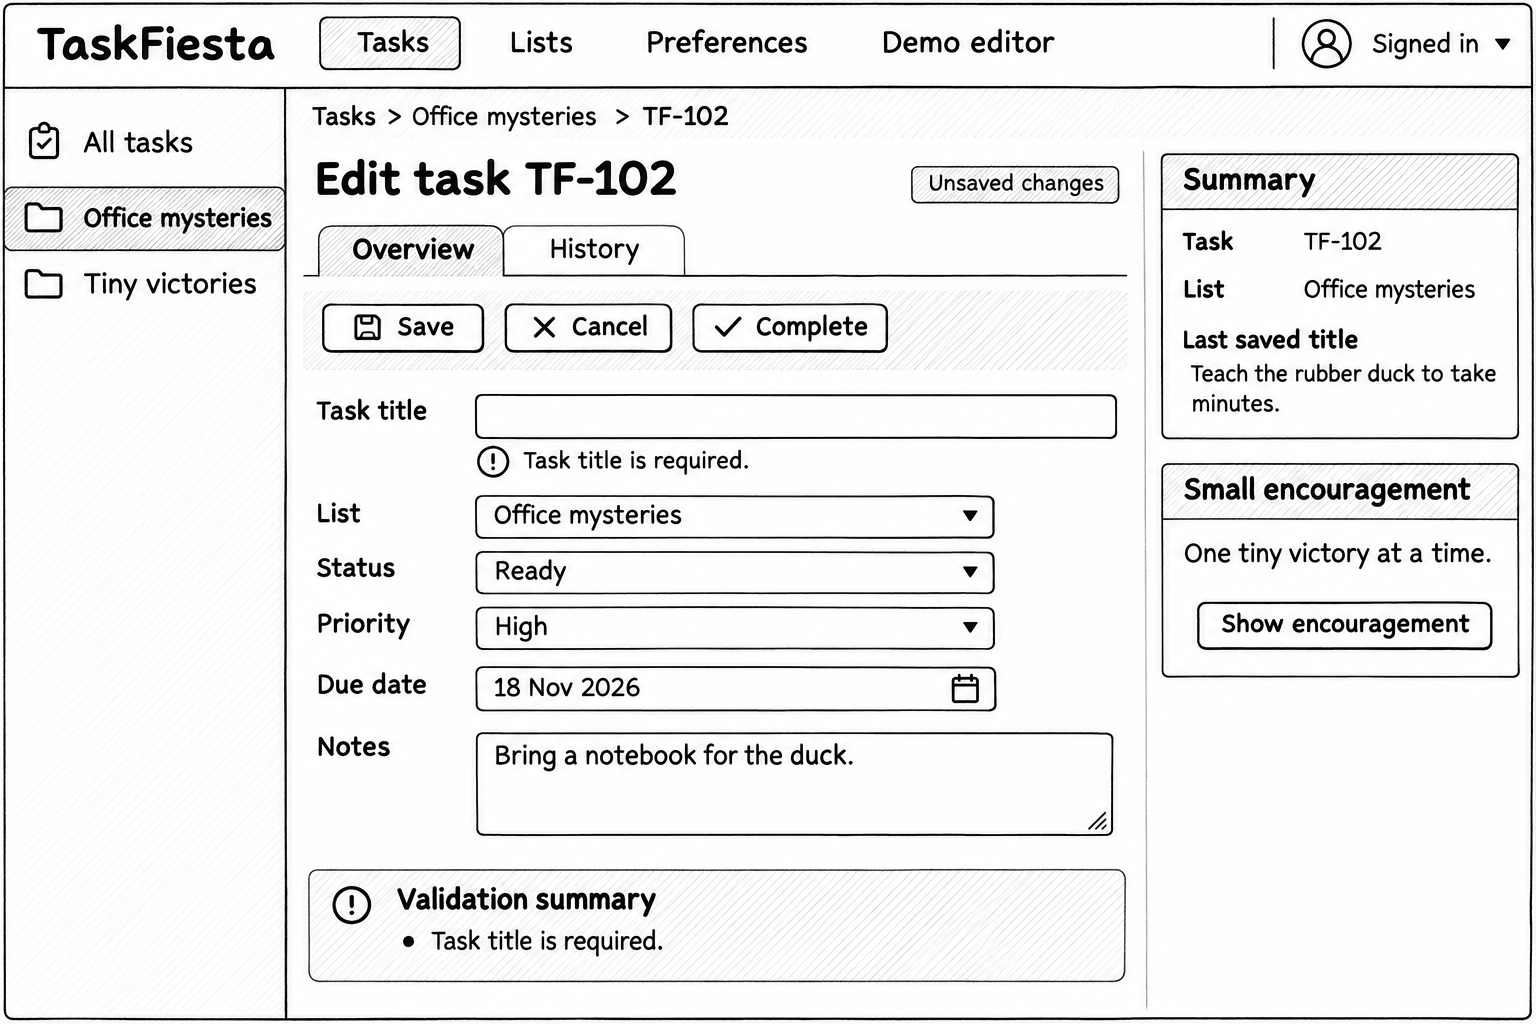 TaskFiesta
Tasks
Lists
Preferences
Demo editor
Signed in
All tasks
Office mysteries
Tiny victories
Tasks > Office mysteries > TF-102
Edit task TF-102
Unsaved changes
Overview
History
Save
Cancel
Complete
Task title
Task title is required.
List
Office mysteries
Status
Ready
Priority
High
Due date
18 Nov 2026
Notes
Bring a notebook for the duck.
Validation summary
• Task title is required.
Summary
Task TF-102
List Office mysteries
Last saved title
Teach the rubber duck to take
minutes.
Small encouragement
One tiny victory at a time.
Show encouragement